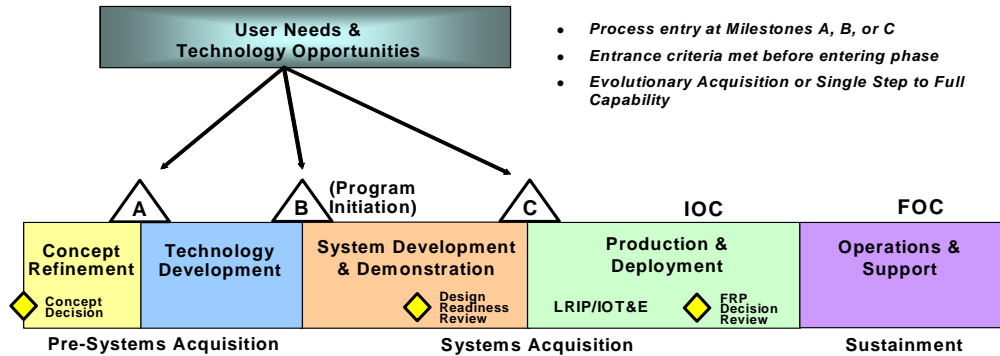 User Needs &
Technology Opportunities
• Process entry at Milestones A, B, or C
• Entrance criteria met before entering phase
• Evolutionary Acquisition or Single Step to Full
Capability
A
B
(Program
Initiation)
C
IOC
FOC
Concept
Refinement
Technology
Development
System Development
& Demonstration
Production &
Deployment
Operations &
Support
Concept
Decision
Design
Readiness
Review
LRIP/IOT&E
FRP
Decision
Review
Pre-Systems Acquisition
Systems Acquisition
Sustainment